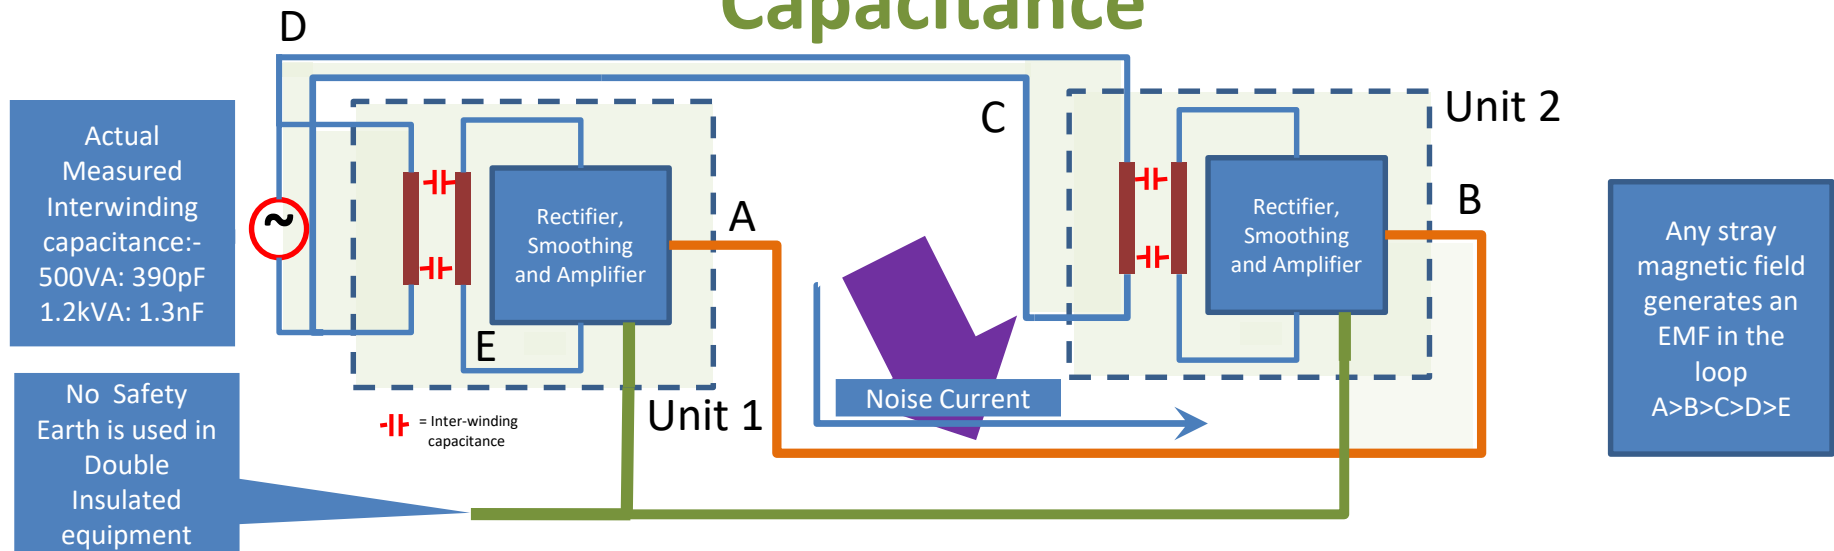 Capacitance
D
Actual
Measured
Interwinding
capacitance:-
500VA: 390pF
1.2kVA: 1.3nF
~
Rectifier,
Smoothing
and Amplifier
A
E
Unit 1
C
Rectifier,
Smoothing
and Amplifier
Unit 2
B
Any stray
magnetic field
generates an
EMF in the
loop
A>B>C>D>E
Noise Current
= Inter-winding
capacitance
No Safety
Earth is used in
Double
Insulated
equipment